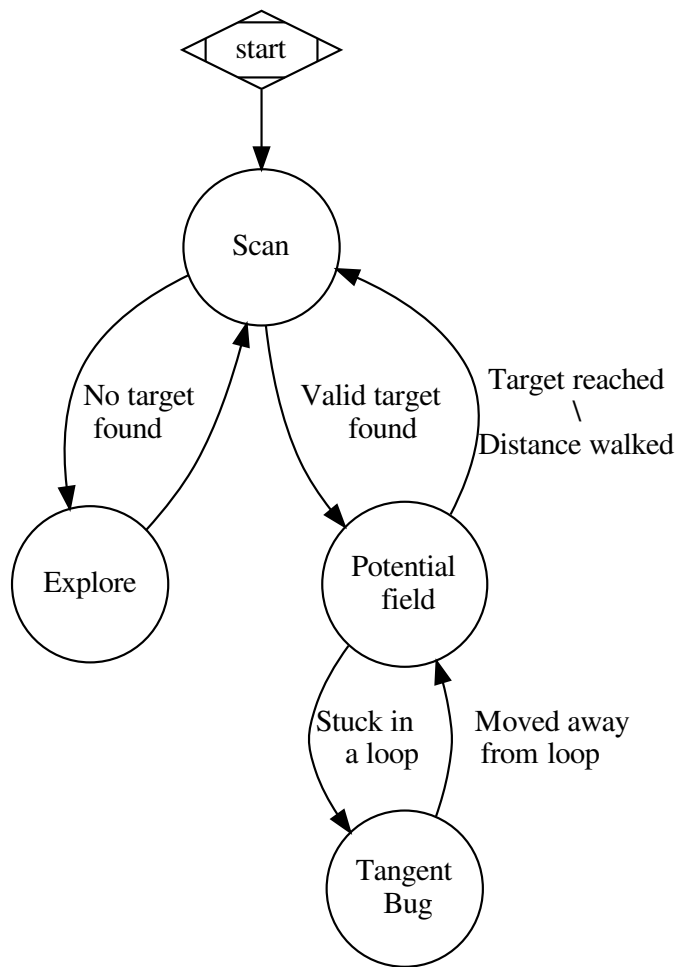 start
Scan
No target
found
Valid target
found
Target reached
\
Distance walked
Explore
Potential
field
Stuck in
a loop
Moved away
from loop
Tangent
Bug